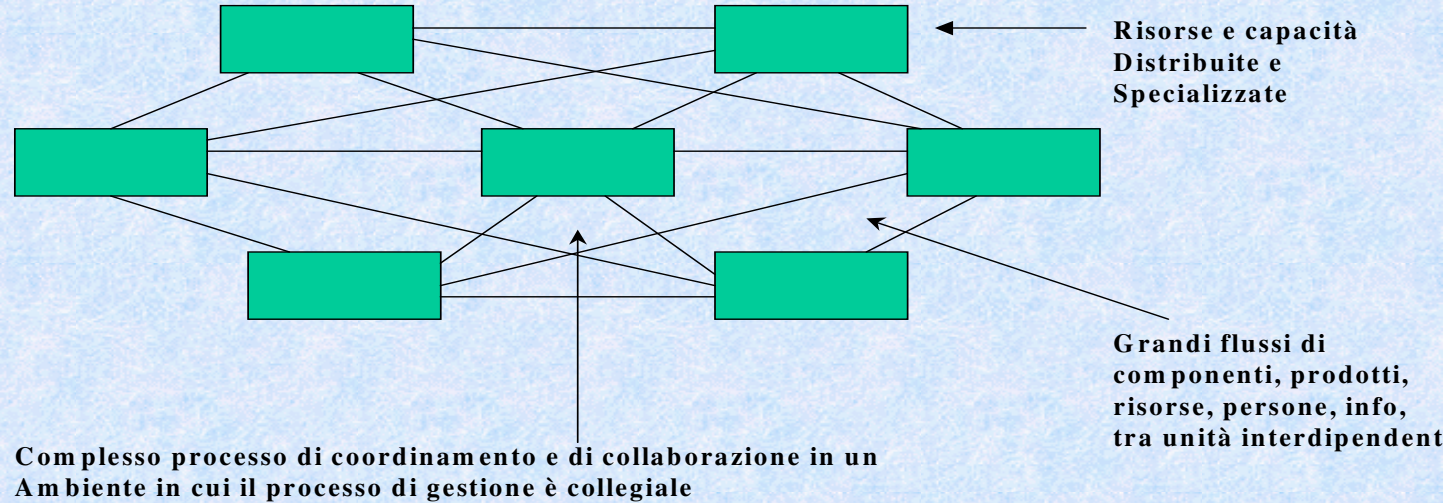 Risorse e capacità
Distribuite e
Specializzate
Grandi flussi di
componenti, prodotti,
risorse, persone, info,
tra unità interdipendent
Complesso processo di coordinamento e di collaborazione in un
Ambiente in cui il processo di gestione è collegiale